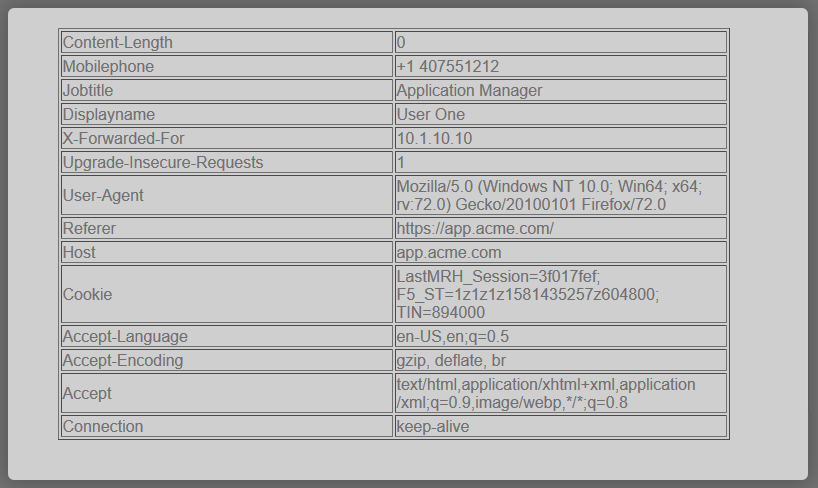 Content-Length 0
Mobilephone +1 407551212
Jobtitle Application Manager
Displayname User One
X-Forwarded-For 10.1.10.10
Upgrade-Insecure-Requests 1
User-Agent Mozilla/5.0 (Windows NT 10.0; Win64; x64;
rv:72.0) Gecko/20100101 Firefox/72.0
Referer https://app.acme.com/
Host app.acme.com
Cookie LastMRH_Session=3f017fef;
F5_ST=1z1z1z1581435257z604800;
TIN=894000
Accept-Language en-US,en;q=0.5
Accept-Encoding gzip, deflate, br
Accept text/html,application/xhtml+xml,application
/xml;q=0.9,image/webp,*/*;q=0.8
Connection keep-alive